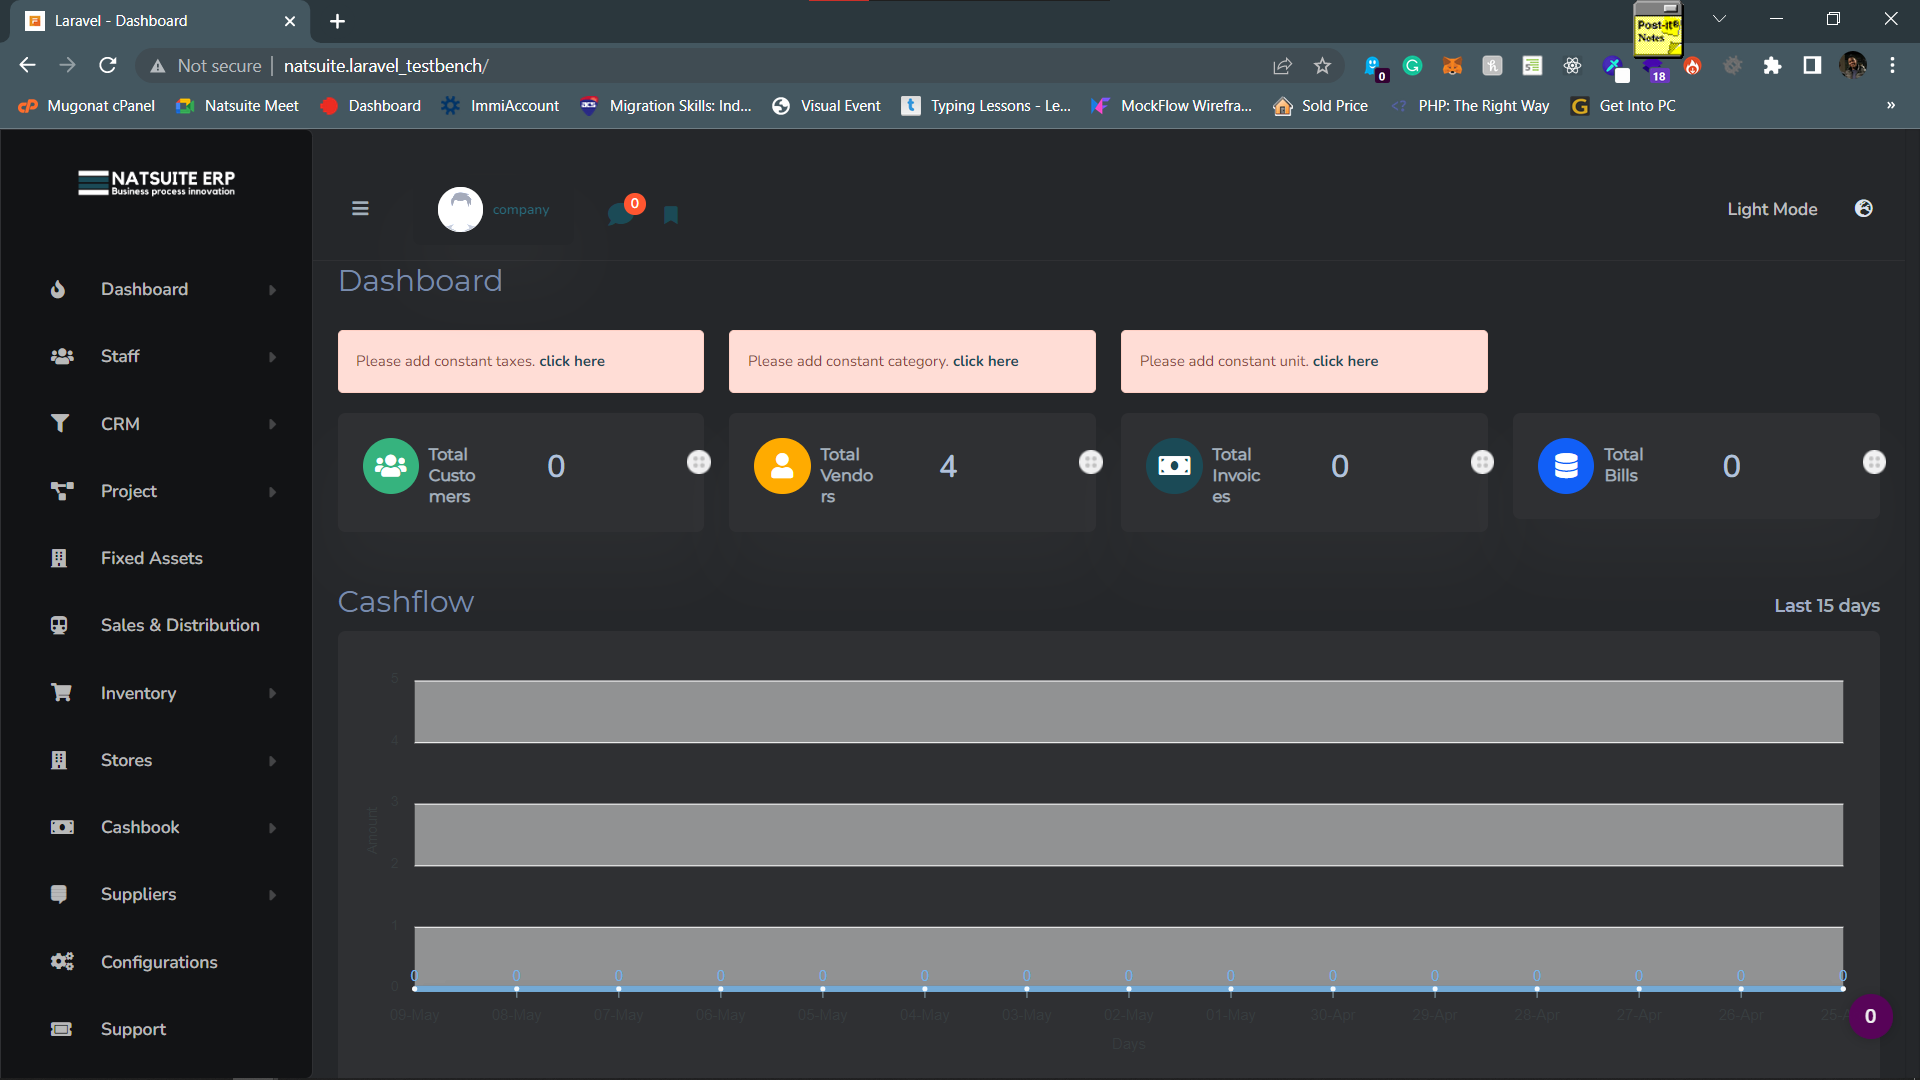 Laravel - Dashboard
Post-it®
Notes
Not secure
natsuite.laravel_testbench/
0
18
Mugonat cPanel
Natsuite Meet
Dashboard
ImmiAccount
Migration Skills: Ind...
Visual Event
Typing Lessons - Le...
MockFlow Wirefra...
Sold Price
PHP: The Right Way
Get Into PC
»
NATSUITE ERP
Business process innovation
company
0
Light Mode
Dashboard
Staff
CRM
Project
Fixed Assets
Sales & Distribution
Inventory
Stores
Cashbook
Suppliers
Configurations
Support
Dashboard
Please add constant taxes. click here
Please add constant category. click here
Please add constant unit. click here
Total
Custo
mers
0
Total
Vendo
rs
4
Total
Invoic
es
0
Total
Bills
0
Cashflow
Last 15 days
5
4
3
2
1
0
Amount
0 0 0 0 0 0 0 0 0 0 0 0 0 0 0
09-May 08-May 07-May 06-May 05-May 04-May 03-May 02-May 01-May 30-Apr 29-Apr 28-Apr 27-Apr 26-Apr 25-A
Days
0